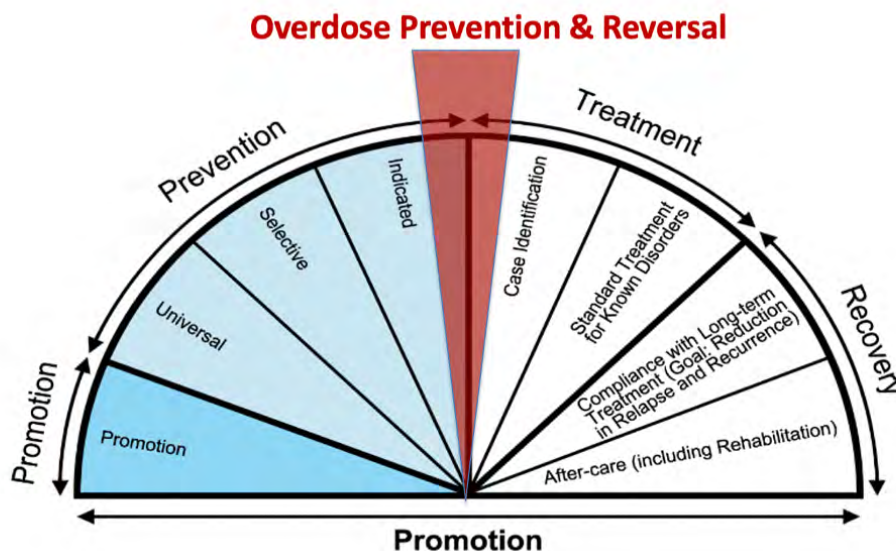 Overdose Prevention & Reversal
Promotion
Prevention
Treatment
Recovery
Promotion
Universal
Selective
Indicated
Case Identification
Standard Treatment
for Known Disorders
Compliance with Long-term
Treatment (Goal: Reduction
in Relapse and Recurrence)
After-care (including Rehabilitation)
Promotion